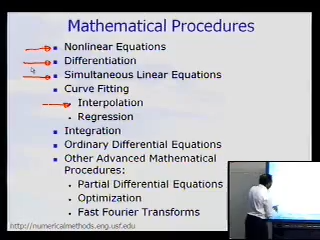 Mathematical Procedures
Nonlinear Equations
Differentiation
Simultaneous Linear Equations
Curve Fitting
Interpolation
Regression
Integration
Ordinary Differential Equations
Other Advanced Mathematical
Procedures:
Partial Differential Equations
Optimization
Fast Fourier Transforms
http://numericalmethods.eng.usf.edu